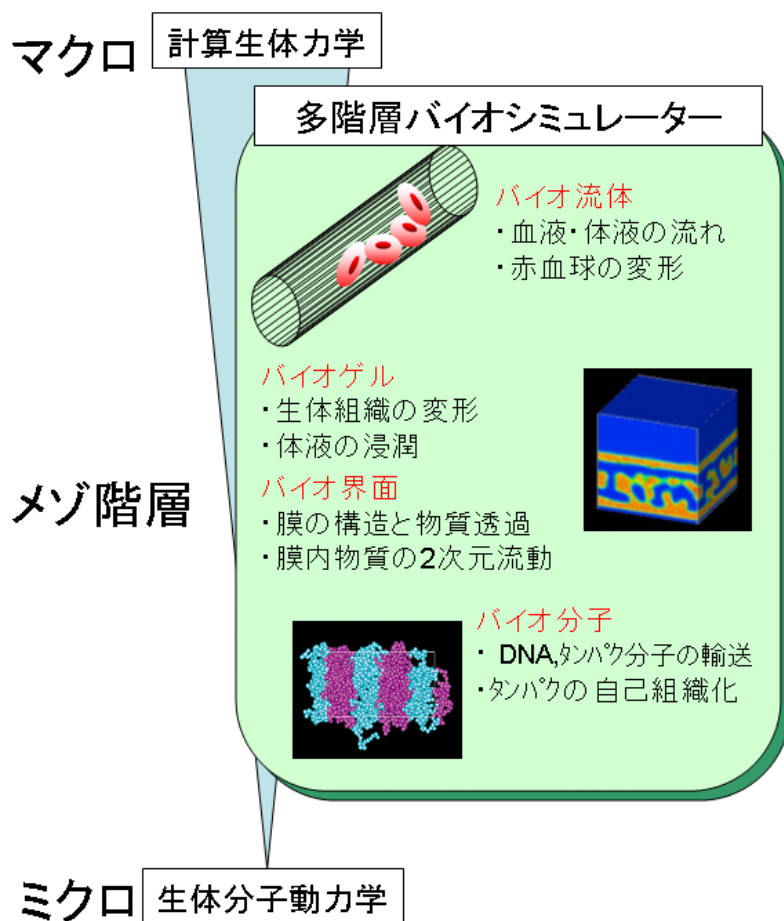 マクロ
計算生体力学
多階層バイオシミュレーター
バイオ流体
・血液・体液の流れ
・赤血球の変形
バイオゲル
・生体組織の変形
・体液の浸潤
メゾ階層
バイオ界面
・膜の構造と物質透過
・膜内物質の2次元流動
バイオ分子
・ DNA,タンパク分子の輸送
・タンパクの自己組織化
ミクロ
生体分子動力学